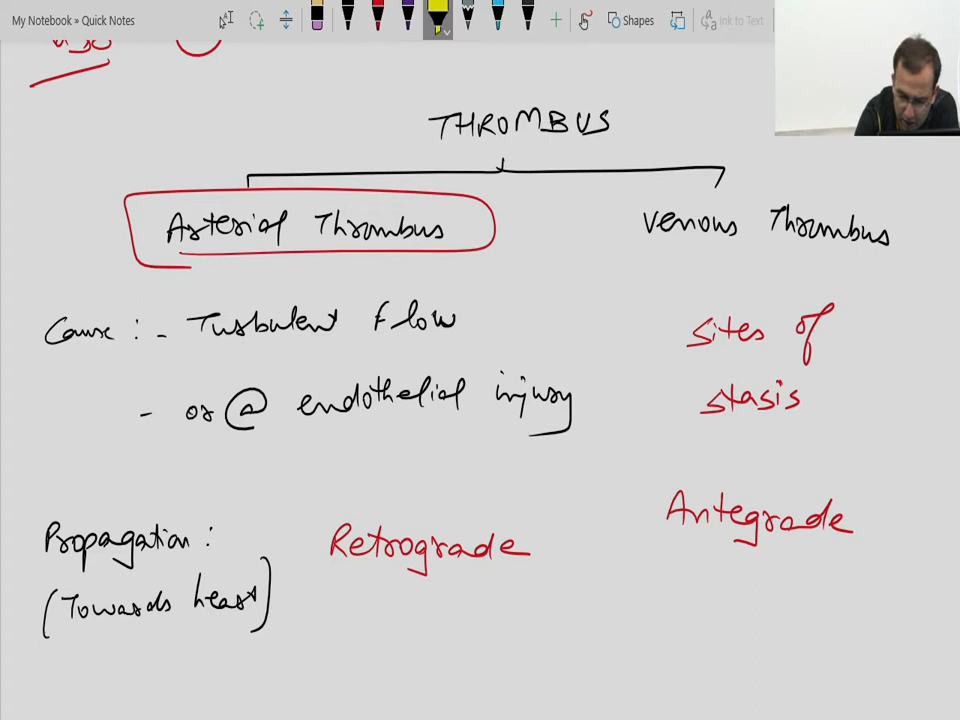 My Notebook » Quick Notes
Shapes
Ink to Text
THROMBUS
Arterial Thrombus
Venous Thrombus
Cause :- Turbulent Flow
Sites of
- or @ endothelial injury
stasis
Antegrade
Propagation :
Retrograde
(Towards heart)